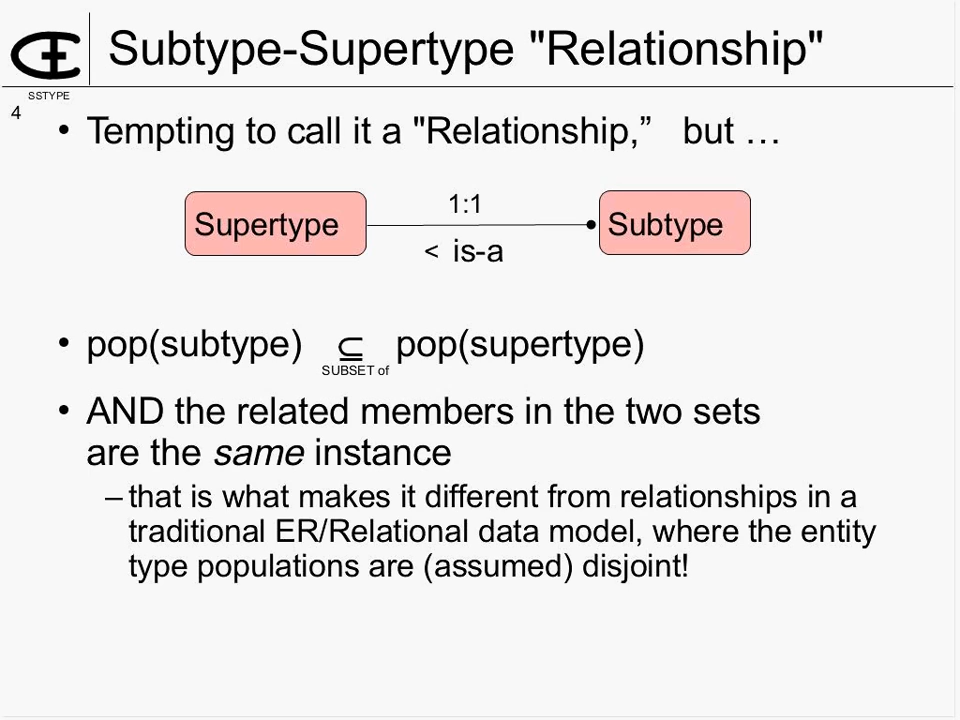 Subtype-Supertype "Relationship"
SSTYPE
4
• Tempting to call it a "Relationship,” but …
1:1
Supertype
Subtype
< is-a
• pop(subtype) ⊆ pop(supertype)
SUBSET of
• AND the related members in the two sets
are the same instance
– that is what makes it different from relationships in a
traditional ER/Relational data model, where the entity
type populations are (assumed) disjoint!